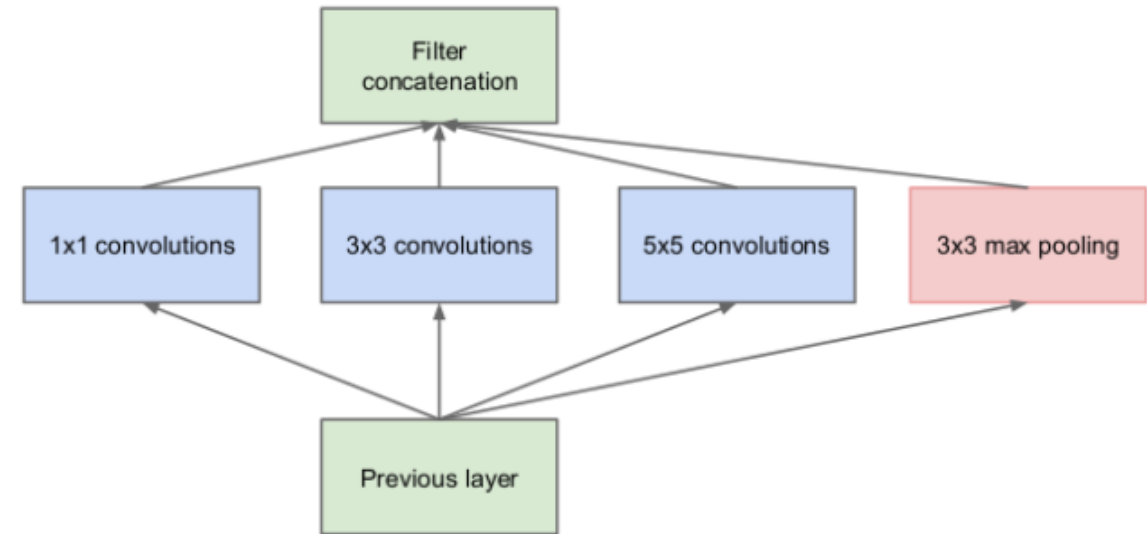 Filter
concatenation
1x1 convolutions
3x3 convolutions
5x5 convolutions
3x3 max pooling
Previous layer